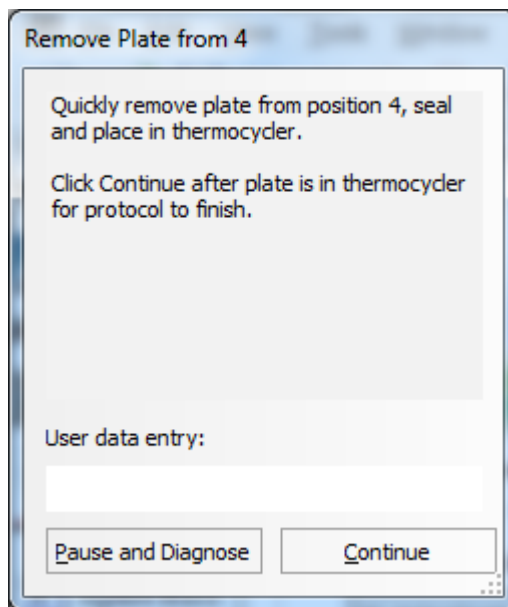 Remove Plate from 4
Quickly remove plate from position 4, seal
and place in thermocycler.
Click Continue after plate is in thermocycler
for protocol to finish.
User data entry:
Pause and Diagnose
Continue